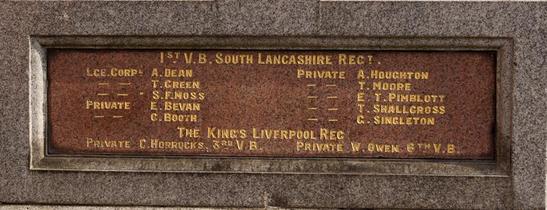 1ST V.B. SOUTH LANCASHIRE REGT.
LCE. CORPL A. DEAN PRIVATE A. HOUGHTON
— — T. GREEN — — T. MOORE
— — S. F. MOSS — — E. T. PIMBLOTT
PRIVATE E. BEVAN — — T. SHALLCROSS
— — C. BOOTH — — G. SINGLETON
THE KING'S LIVERPOOL REGT
PRIVATE C. HORROCKS, 3RD V.B. PRIVATE W. OWEN 6TH V.B.